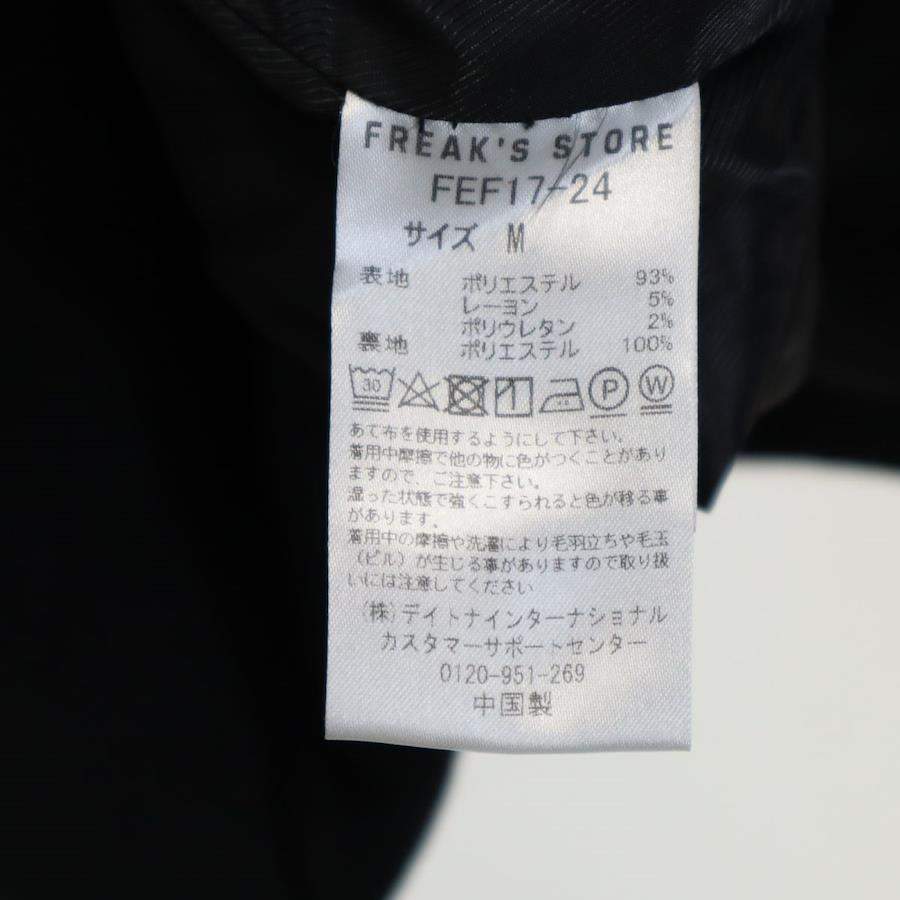 FREAK'S STORE
FEF17-24
サイズ M
表地 ポリエステル 93%
レーヨン 5%
ポリウレタン 2%
裏地 ポリエステル 100%
30 P W
あて布を使用するようにして下さい。
着用中摩擦で他の物に色がつくことがあり
ますので、ご注意下さい。
湿った状態で強くこすられると色が移る事
があります。
着用中の摩擦や洗濯により毛羽立ちや毛玉
（ピル）が生じる事がありますので取り扱
いには注意してください
（株）デイトナインターナショナル
カスタマーサポートセンター
0120-951-269
中国製